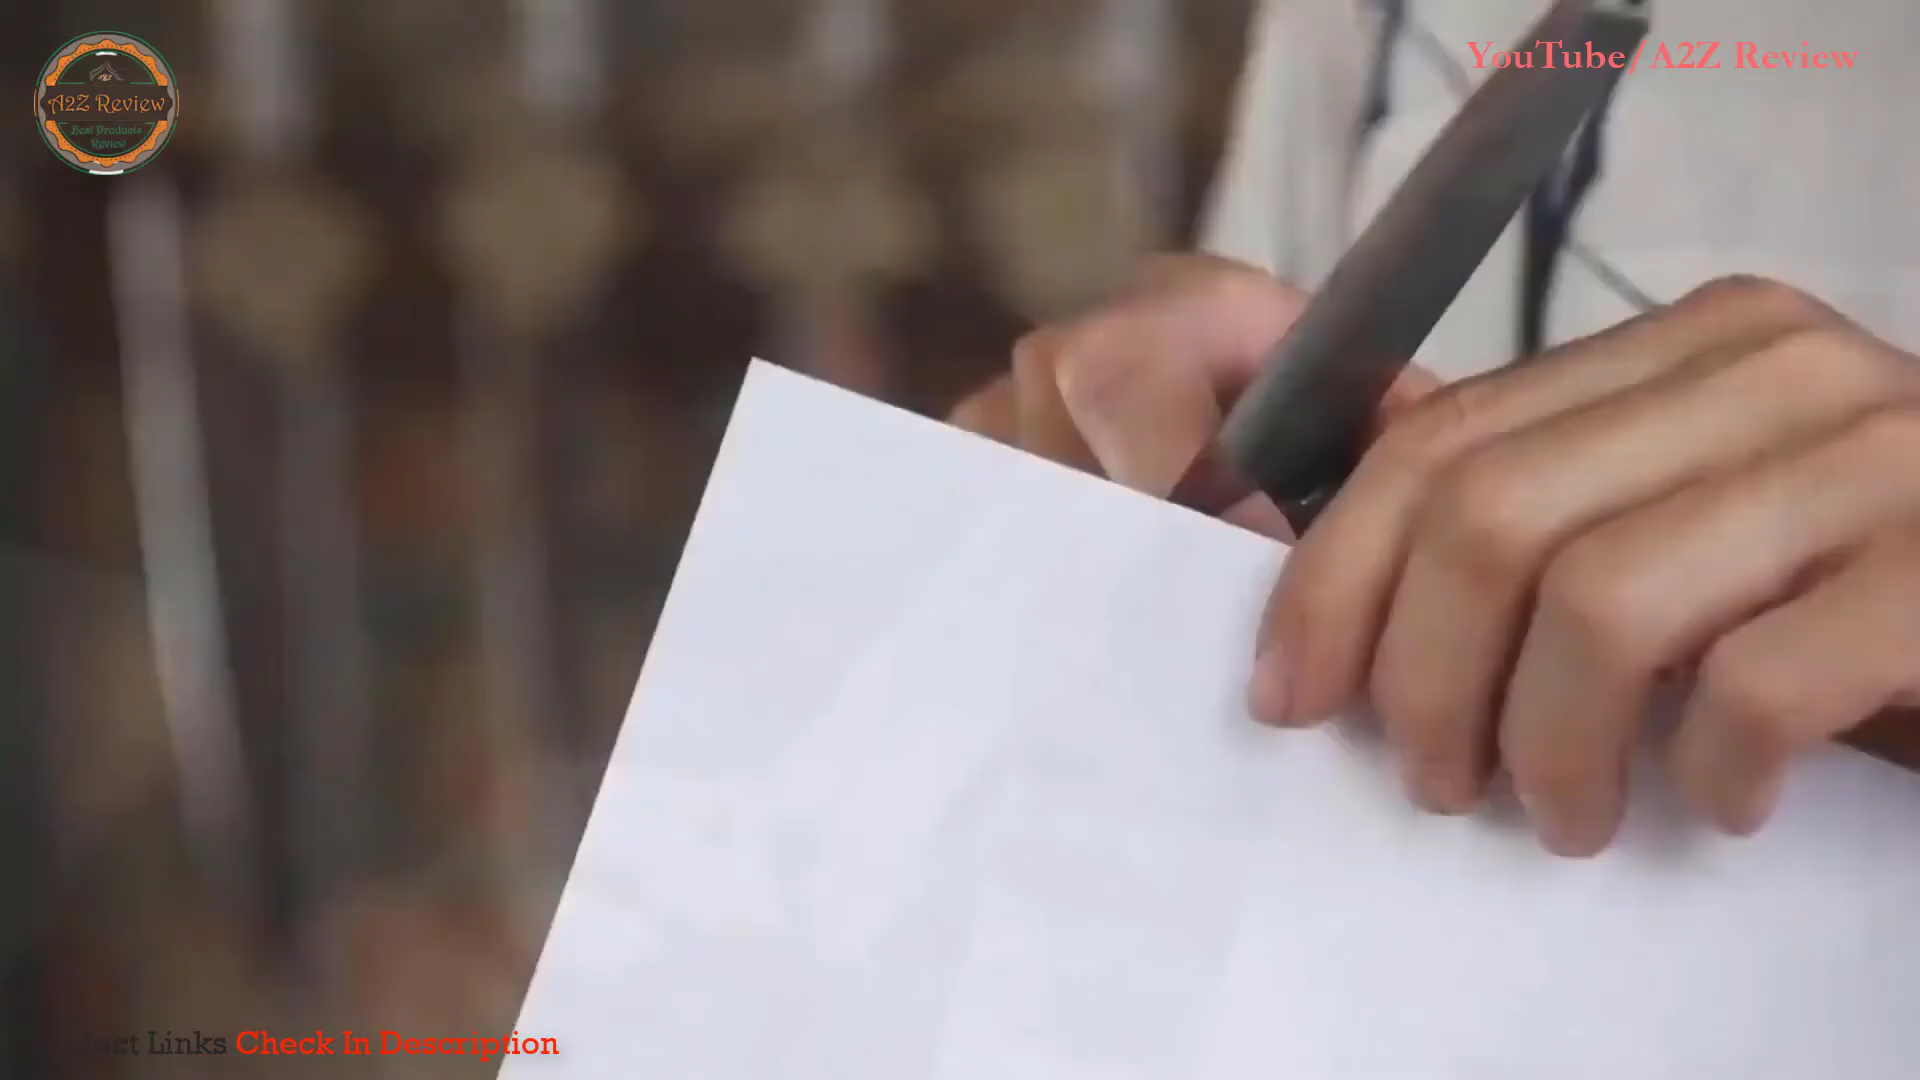 A2Z Review
Best Products
Review
YouTube/A2Z Review
Links Check In Description